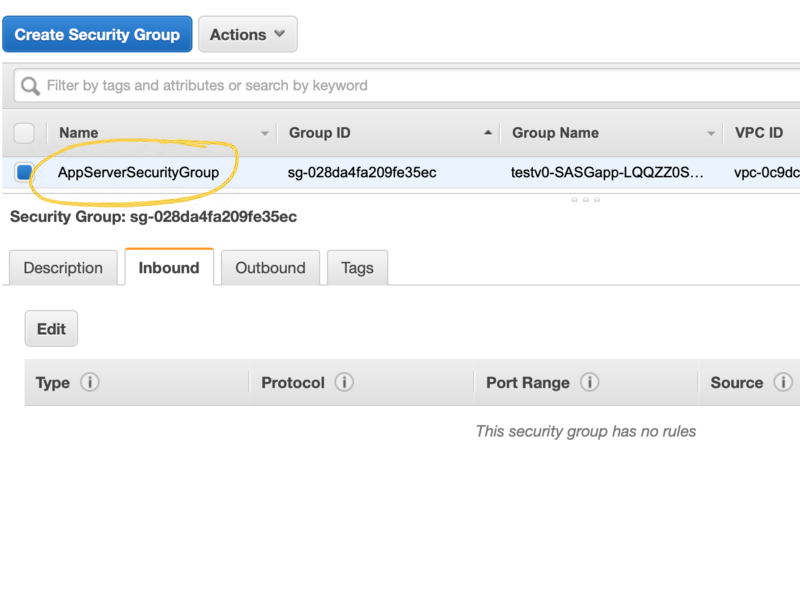 Create Security Group Actions
Filter by tags and attributes or search by keyword
Name Group ID Group Name VPC ID
AppServerSecurityGroup sg-028da4fa209fe35ec testv0-SASGapp-LQQZZ0S... vpc-0c9dc
Security Group: sg-028da4fa209fe35ec
Description Inbound Outbound Tags
Edit
Type i Protocol i Port Range i Source i
This security group has no rules